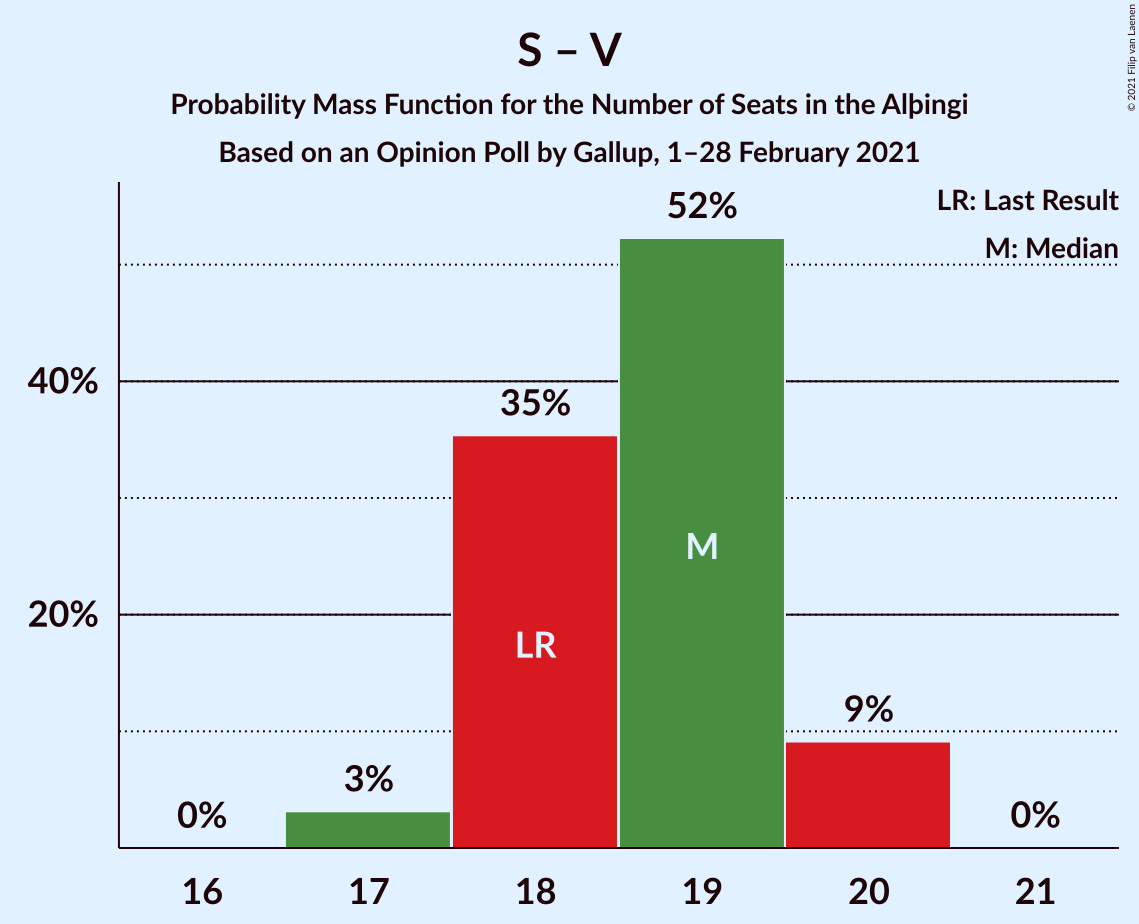 S – V
Probability Mass Function for the Number of Seats in the Alþingi
Based on an Opinion Poll by Gallup, 1–28 February 2021
© 2021 Filip van Laenen
LR: Last Result
M: Median
52%
40%
35%
M
20%
LR
9%
3%
0%
0%
16 17 18 19 20 21